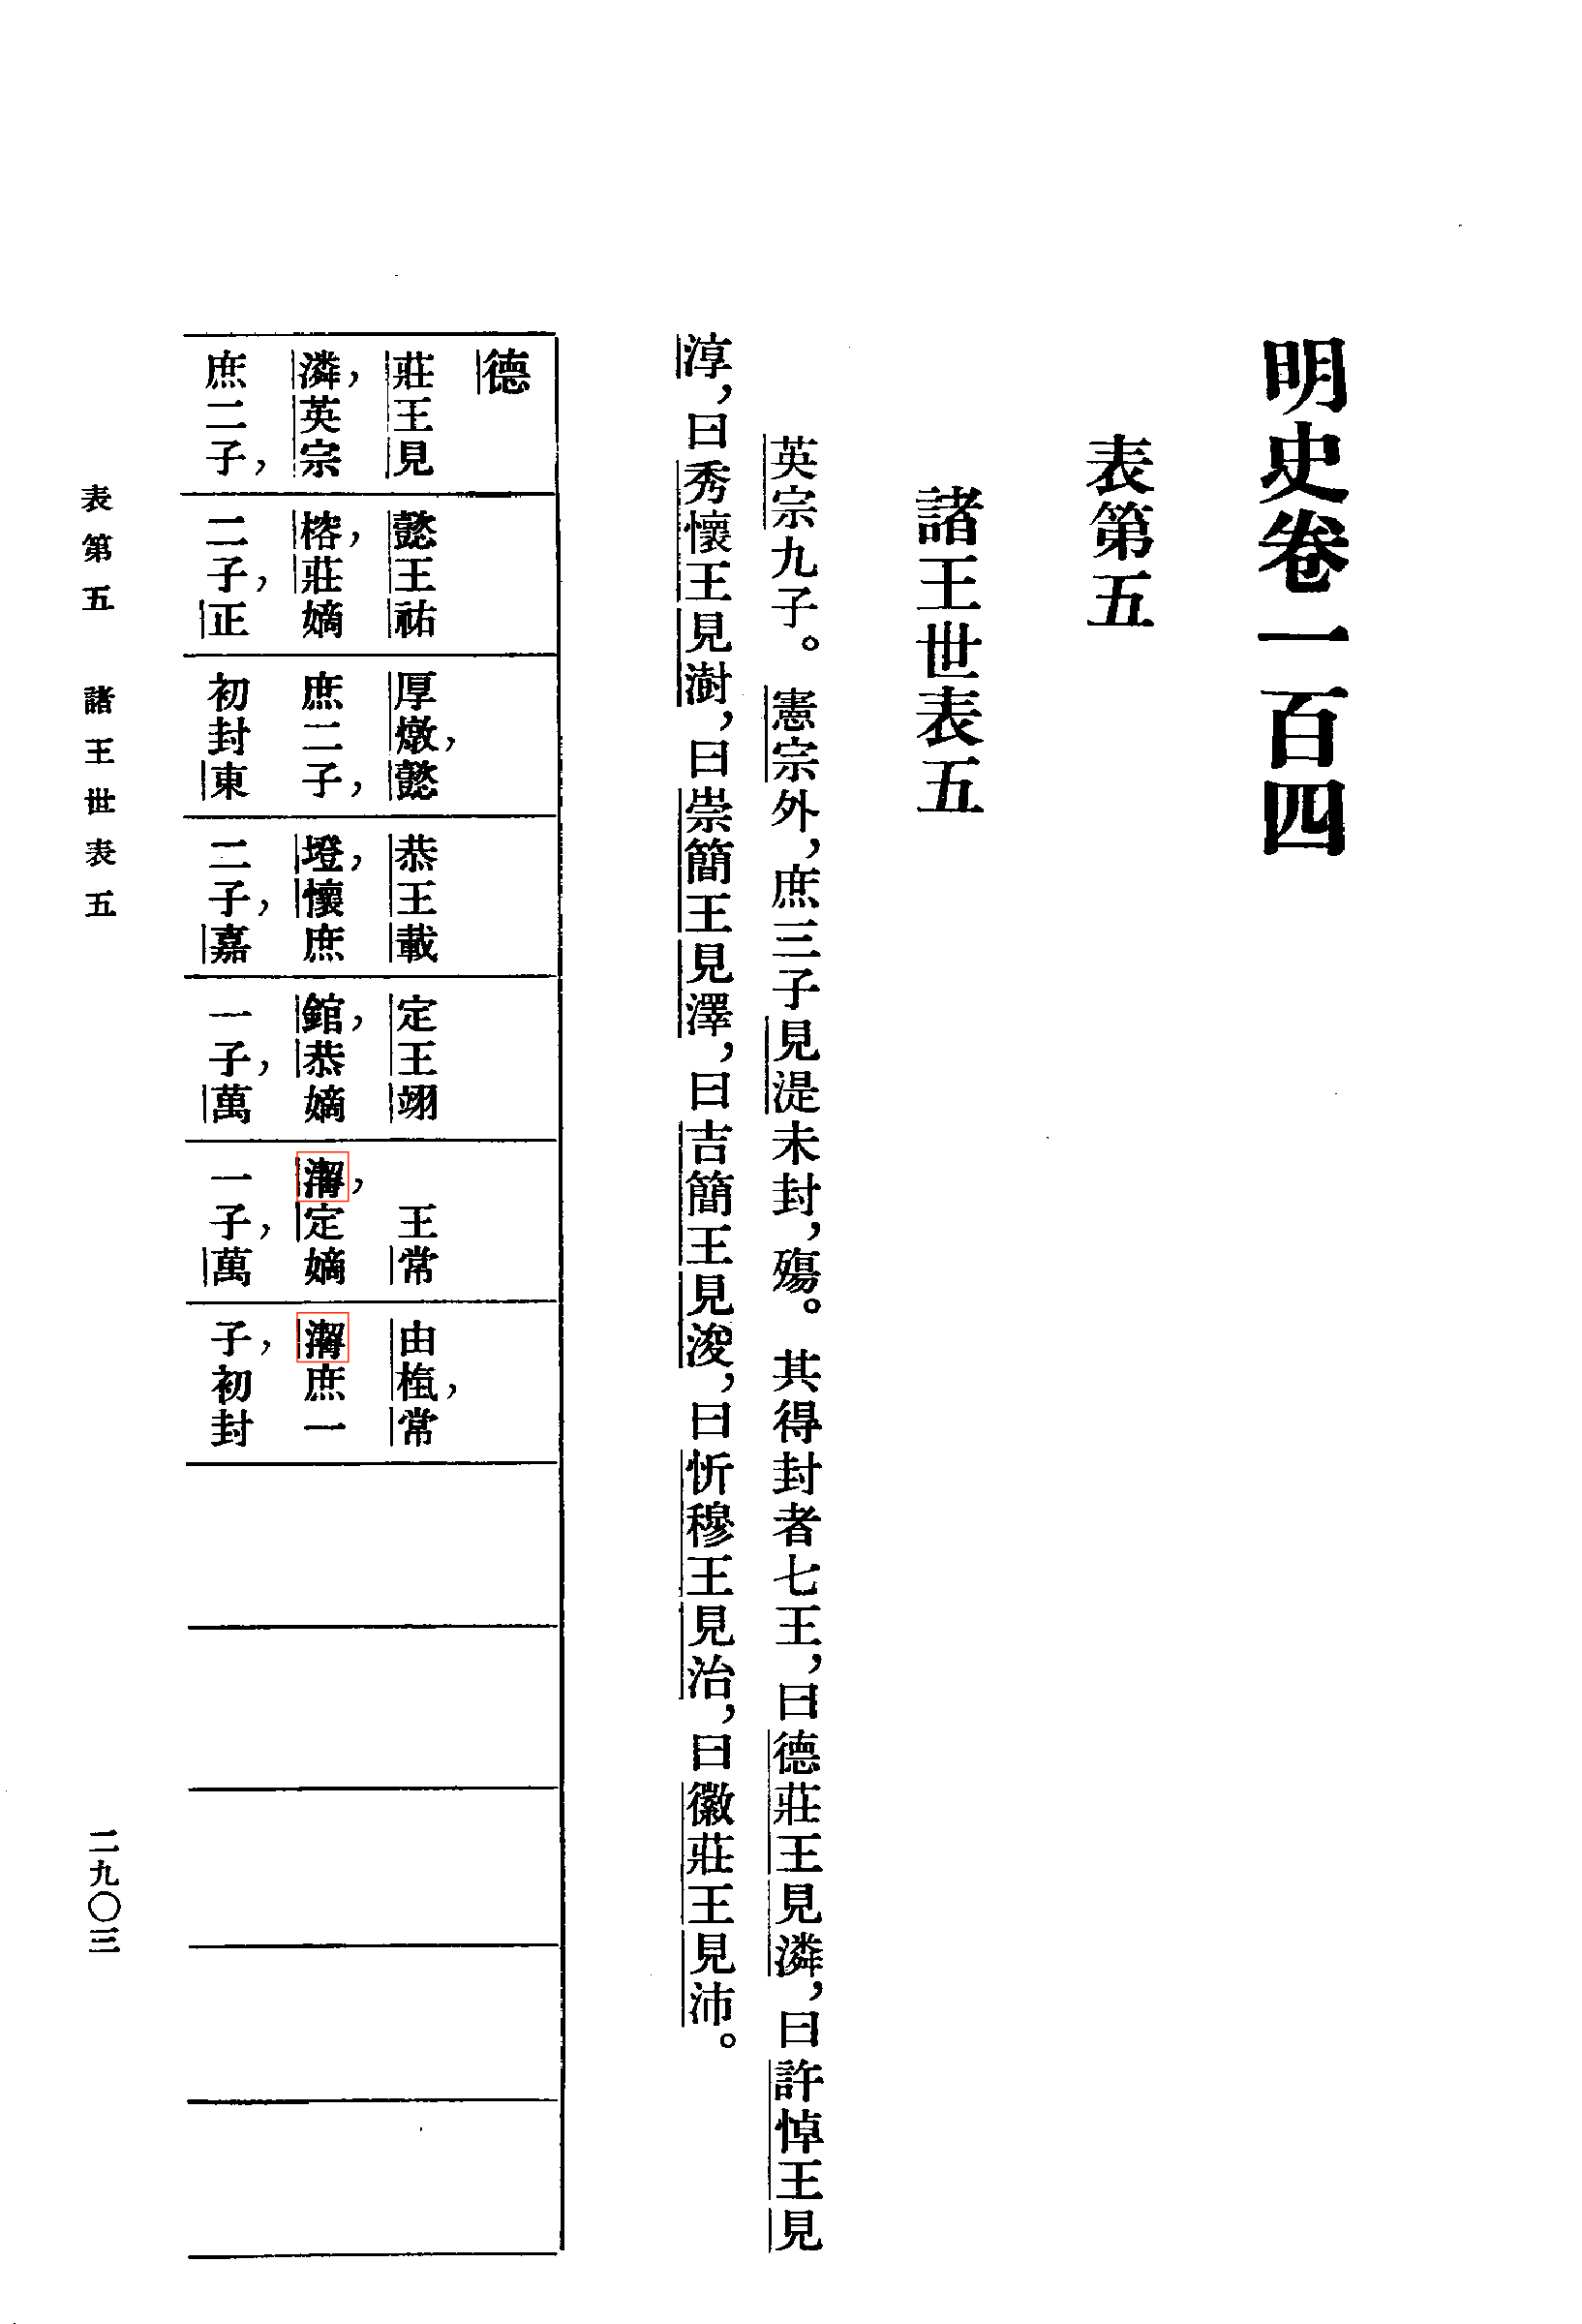 明史卷一百四
表第五
諸王世表五
英宗九子。憲宗外，庶三子見湜未封，殤。其得封者七王，曰德莊王見潾，曰許悼王見
淳，曰秀懷王見澍，曰崇簡王見澤，曰吉簡王見浚，曰忻穆王見治，曰徽莊王見沛。
德
莊王見
潾，英宗
庶二子，
懿王祐
榕，莊嫡
二子，正
厚燉，懿
庶二子，
初封東
恭王載
墱，懷庶
二子，嘉
定王翊
錧，恭嫡
一子，萬
王常
，定嫡
一子，萬
由樞，常
庶一
子，初封
表第五 諸王世表五
二九〇三